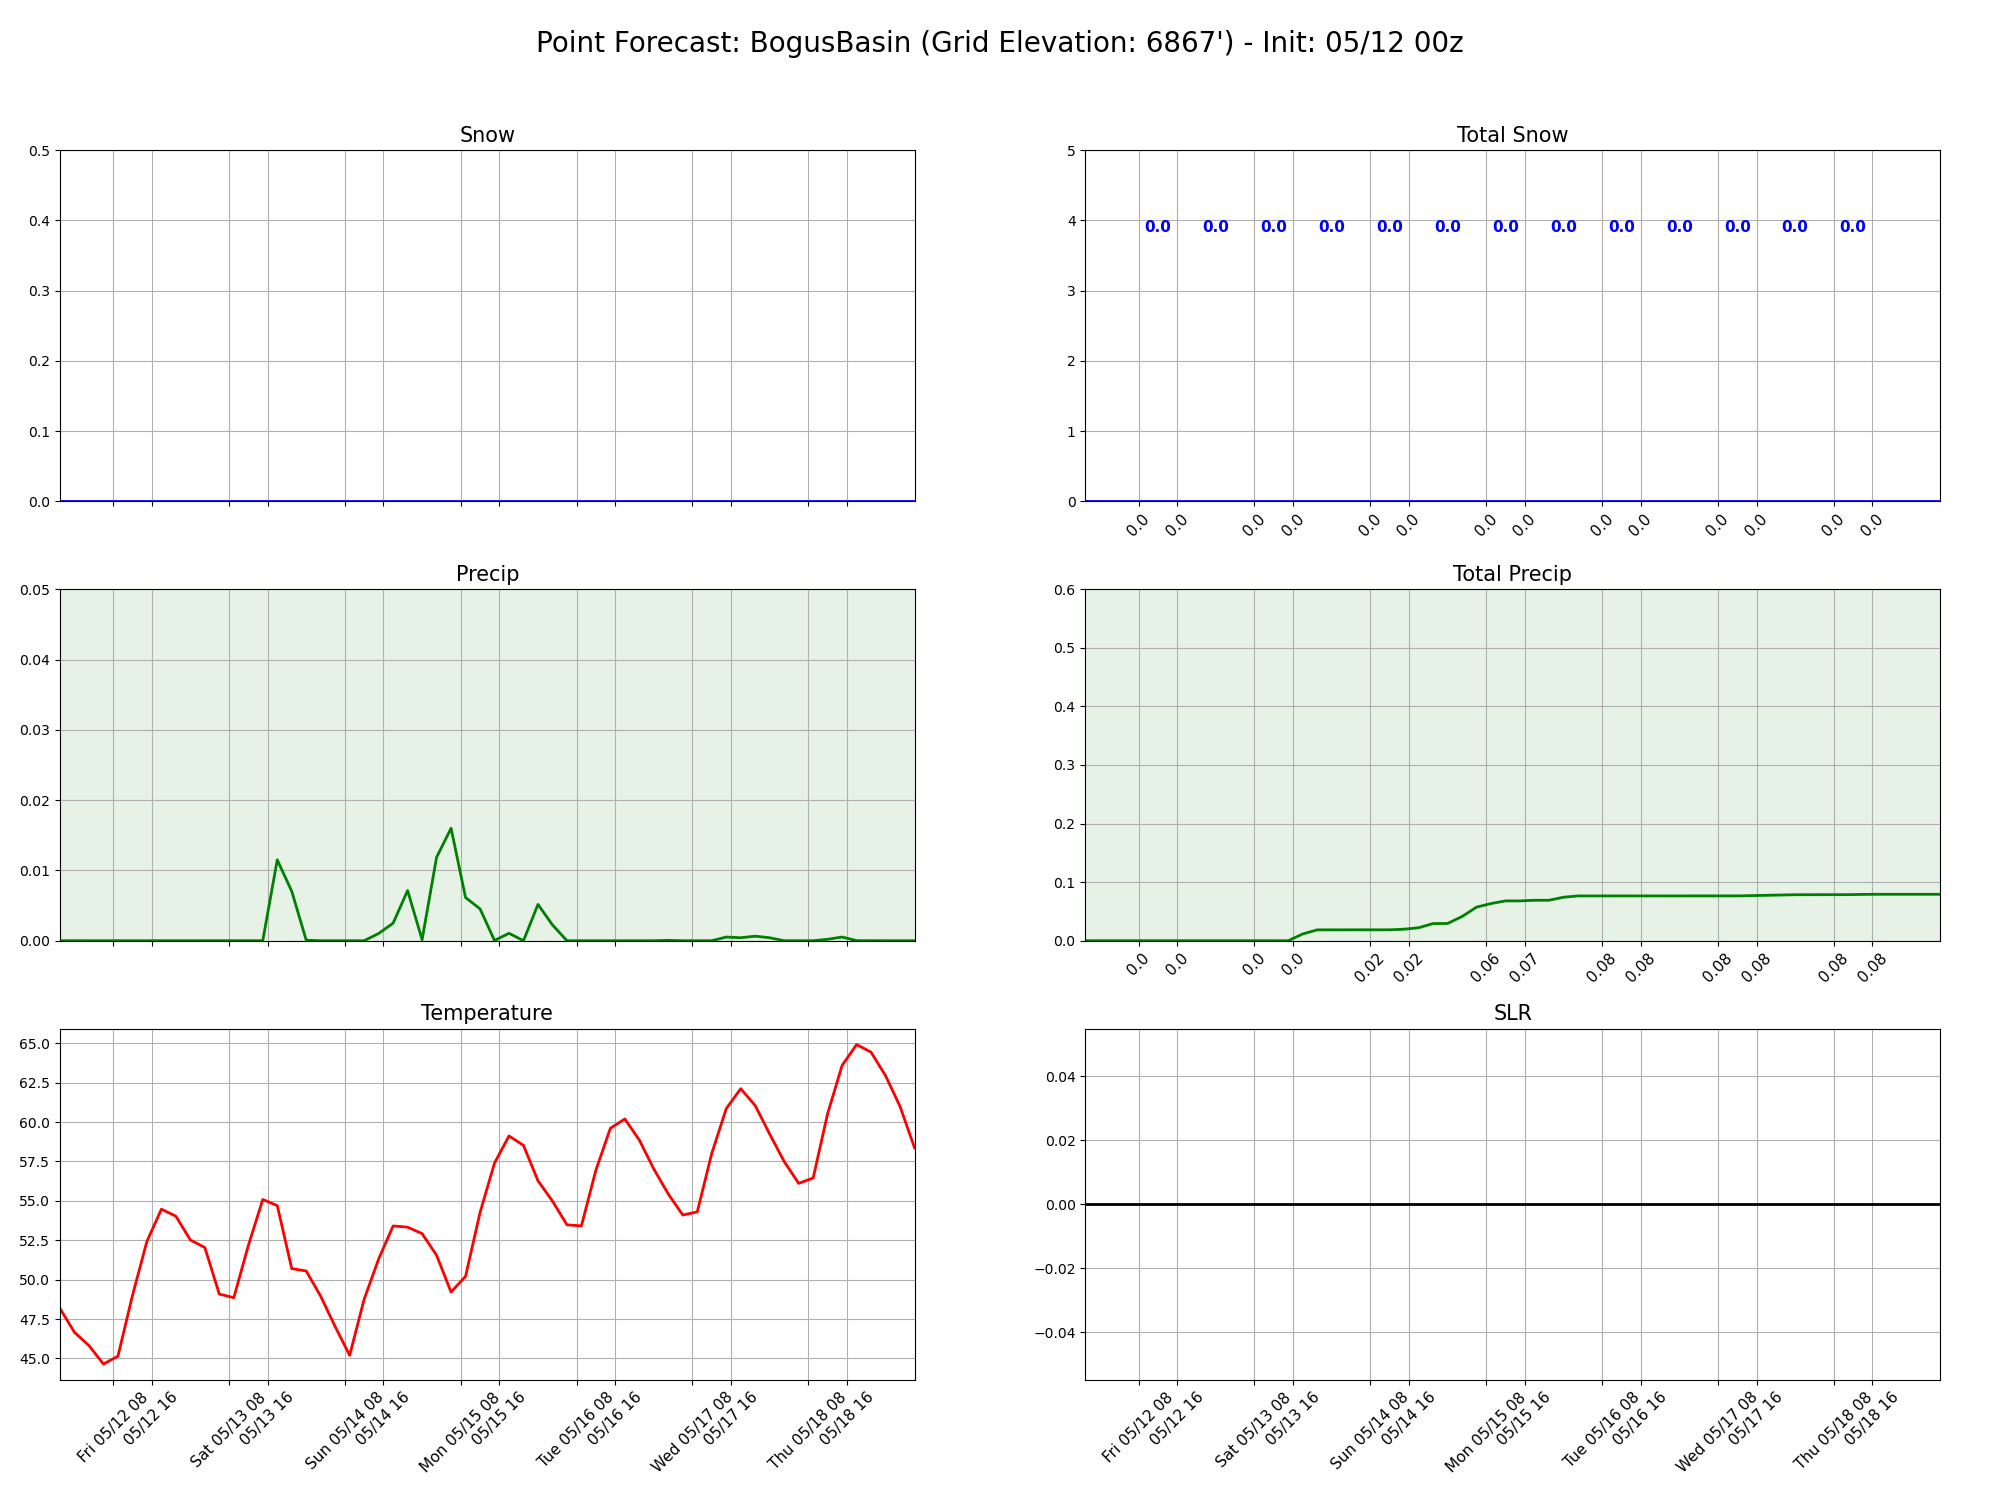 Point Forecast: BogusBasin (Grid Elevation: 6867') - Init: 05/12 00z
Snow
0.5
0.4
0.3
0.2
0.1
0.0
Total Snow
5
4
3
2
1
0
0.0 0.0 0.0 0.0 0.0 0.0 0.0 0.0 0.0 0.0 0.0 0.0 0.0
0.0 0.0 0.0 0.0 0.0 0.0 0.0 0.0 0.0 0.0 0.0 0.0 0.0 0.0
Precip
0.05
0.04
0.03
0.02
0.01
0.00
Total Precip
0.6
0.5
0.4
0.3
0.2
0.1
0.0
0.0 0.0 0.0 0.0 0.02 0.02 0.06 0.07 0.08 0.08 0.08 0.08 0.08 0.08
Temperature
65.0
62.5
60.0
57.5
55.0
52.5
50.0
47.5
45.0
Fri 05/12 08
05/12 16
Sat 05/13 08
05/13 16
Sun 05/14 08
05/14 16
Mon 05/15 08
05/15 16
Tue 05/16 08
05/16 16
Wed 05/17 08
05/17 16
Thu 05/18 08
05/18 16
SLR
0.04
0.02
0.00
−0.02
−0.04
Fri 05/12 08
05/12 16
Sat 05/13 08
05/13 16
Sun 05/14 08
05/14 16
Mon 05/15 08
05/15 16
Tue 05/16 08
05/16 16
Wed 05/17 08
05/17 16
Thu 05/18 08
05/18 16